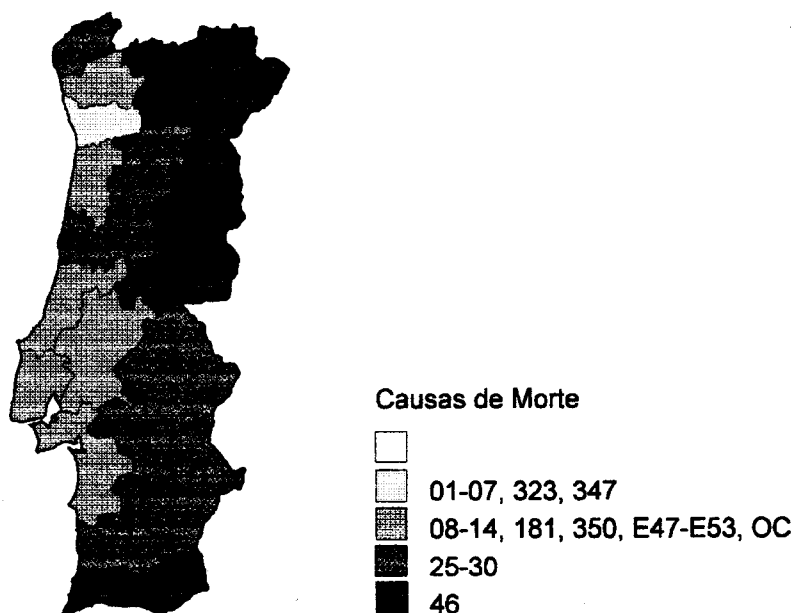 Causas de Morte
01-07, 323, 347
08-14, 181, 350, E47-E53, OC
25-30
46